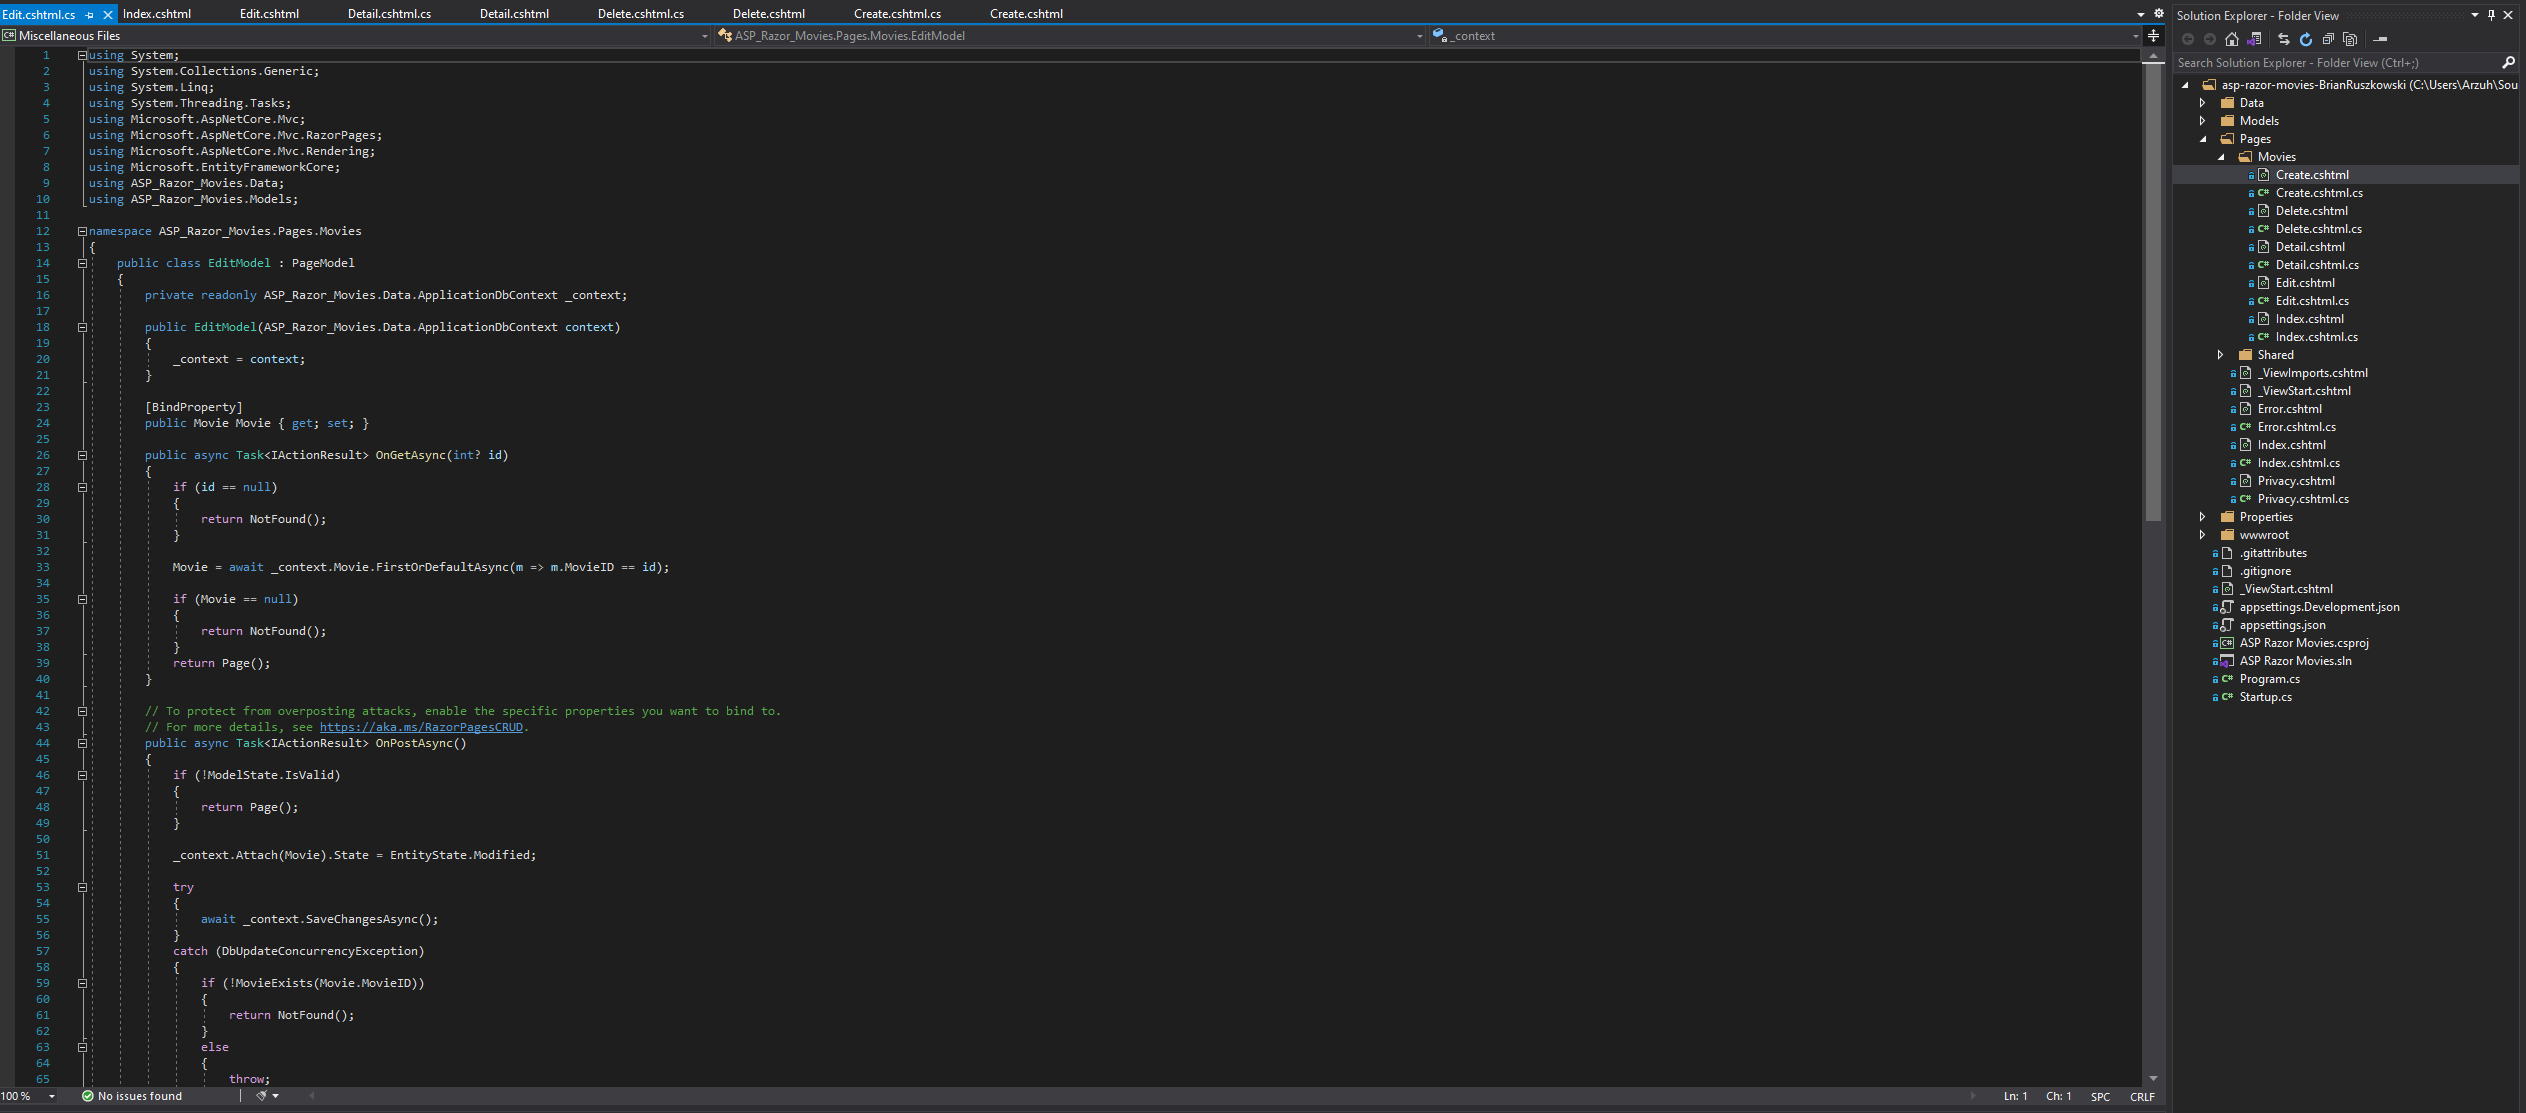 Edit.cshtml.cs Index.cshtml Edit.cshtml Detail.cshtml.cs Detail.cshtml Delete.cshtml.cs Delete.cshtml Create.cshtml.cs Create.cshtml
C# Miscellaneous Files ASP_Razor_Movies.Pages.Movies.EditModel _context
1 using System;
2 using System.Collections.Generic;
3 using System.Linq;
4 using System.Threading.Tasks;
5 using Microsoft.AspNetCore.Mvc;
6 using Microsoft.AspNetCore.Mvc.RazorPages;
7 using Microsoft.AspNetCore.Mvc.Rendering;
8 using Microsoft.EntityFrameworkCore;
9 using ASP_Razor_Movies.Data;
10 using ASP_Razor_Movies.Models;
11
12 namespace ASP_Razor_Movies.Pages.Movies
13 {
14 public class EditModel : PageModel
15 {
16 private readonly ASP_Razor_Movies.Data.ApplicationDbContext _context;
17
18 public EditModel(ASP_Razor_Movies.Data.ApplicationDbContext context)
19 {
20 _context = context;
21 }
22
23 [BindProperty]
24 public Movie Movie { get; set; }
25
26 public async Task<IActionResult> OnGetAsync(int? id)
27 {
28 if (id == null)
29 {
30 return NotFound();
31 }
32
33 Movie = await _context.Movie.FirstOrDefaultAsync(m => m.MovieID == id);
34
35 if (Movie == null)
36 {
37 return NotFound();
38 }
39 return Page();
40 }
41
42 // To protect from overposting attacks, enable the specific properties you want to bind to.
43 // For more details, see https://aka.ms/RazorPagesCRUD.
44 public async Task<IActionResult> OnPostAsync()
45 {
46 if (!ModelState.IsValid)
47 {
48 return Page();
49 }
50
51 _context.Attach(Movie).State = EntityState.Modified;
52
53 try
54 {
55 await _context.SaveChangesAsync();
56 }
57 catch (DbUpdateConcurrencyException)
58 {
59 if (!MovieExists(Movie.MovieID))
60 {
61 return NotFound();
62 }
63 else
64 {
65 throw;
100 % No issues found Ln: 1 Ch: 1 SPC CRLF
Solution Explorer - Folder View
Search Solution Explorer - Folder View (Ctrl+;)
asp-razor-movies-BrianRuszkowski (C:\Users\Arzuh\Sou
Data
Models
Pages
Movies
Create.cshtml
C# Create.cshtml.cs
Delete.cshtml
C# Delete.cshtml.cs
Detail.cshtml
C# Detail.cshtml.cs
Edit.cshtml
C# Edit.cshtml.cs
Index.cshtml
C# Index.cshtml.cs
Shared
_ViewImports.cshtml
_ViewStart.cshtml
Error.cshtml
C# Error.cshtml.cs
Index.cshtml
C# Index.cshtml.cs
Privacy.cshtml
C# Privacy.cshtml.cs
Properties
wwwroot
.gitattributes
.gitignore
_ViewStart.cshtml
appsettings.Development.json
appsettings.json
C# ASP Razor Movies.csproj
ASP Razor Movies.sln
C# Program.cs
C# Startup.cs